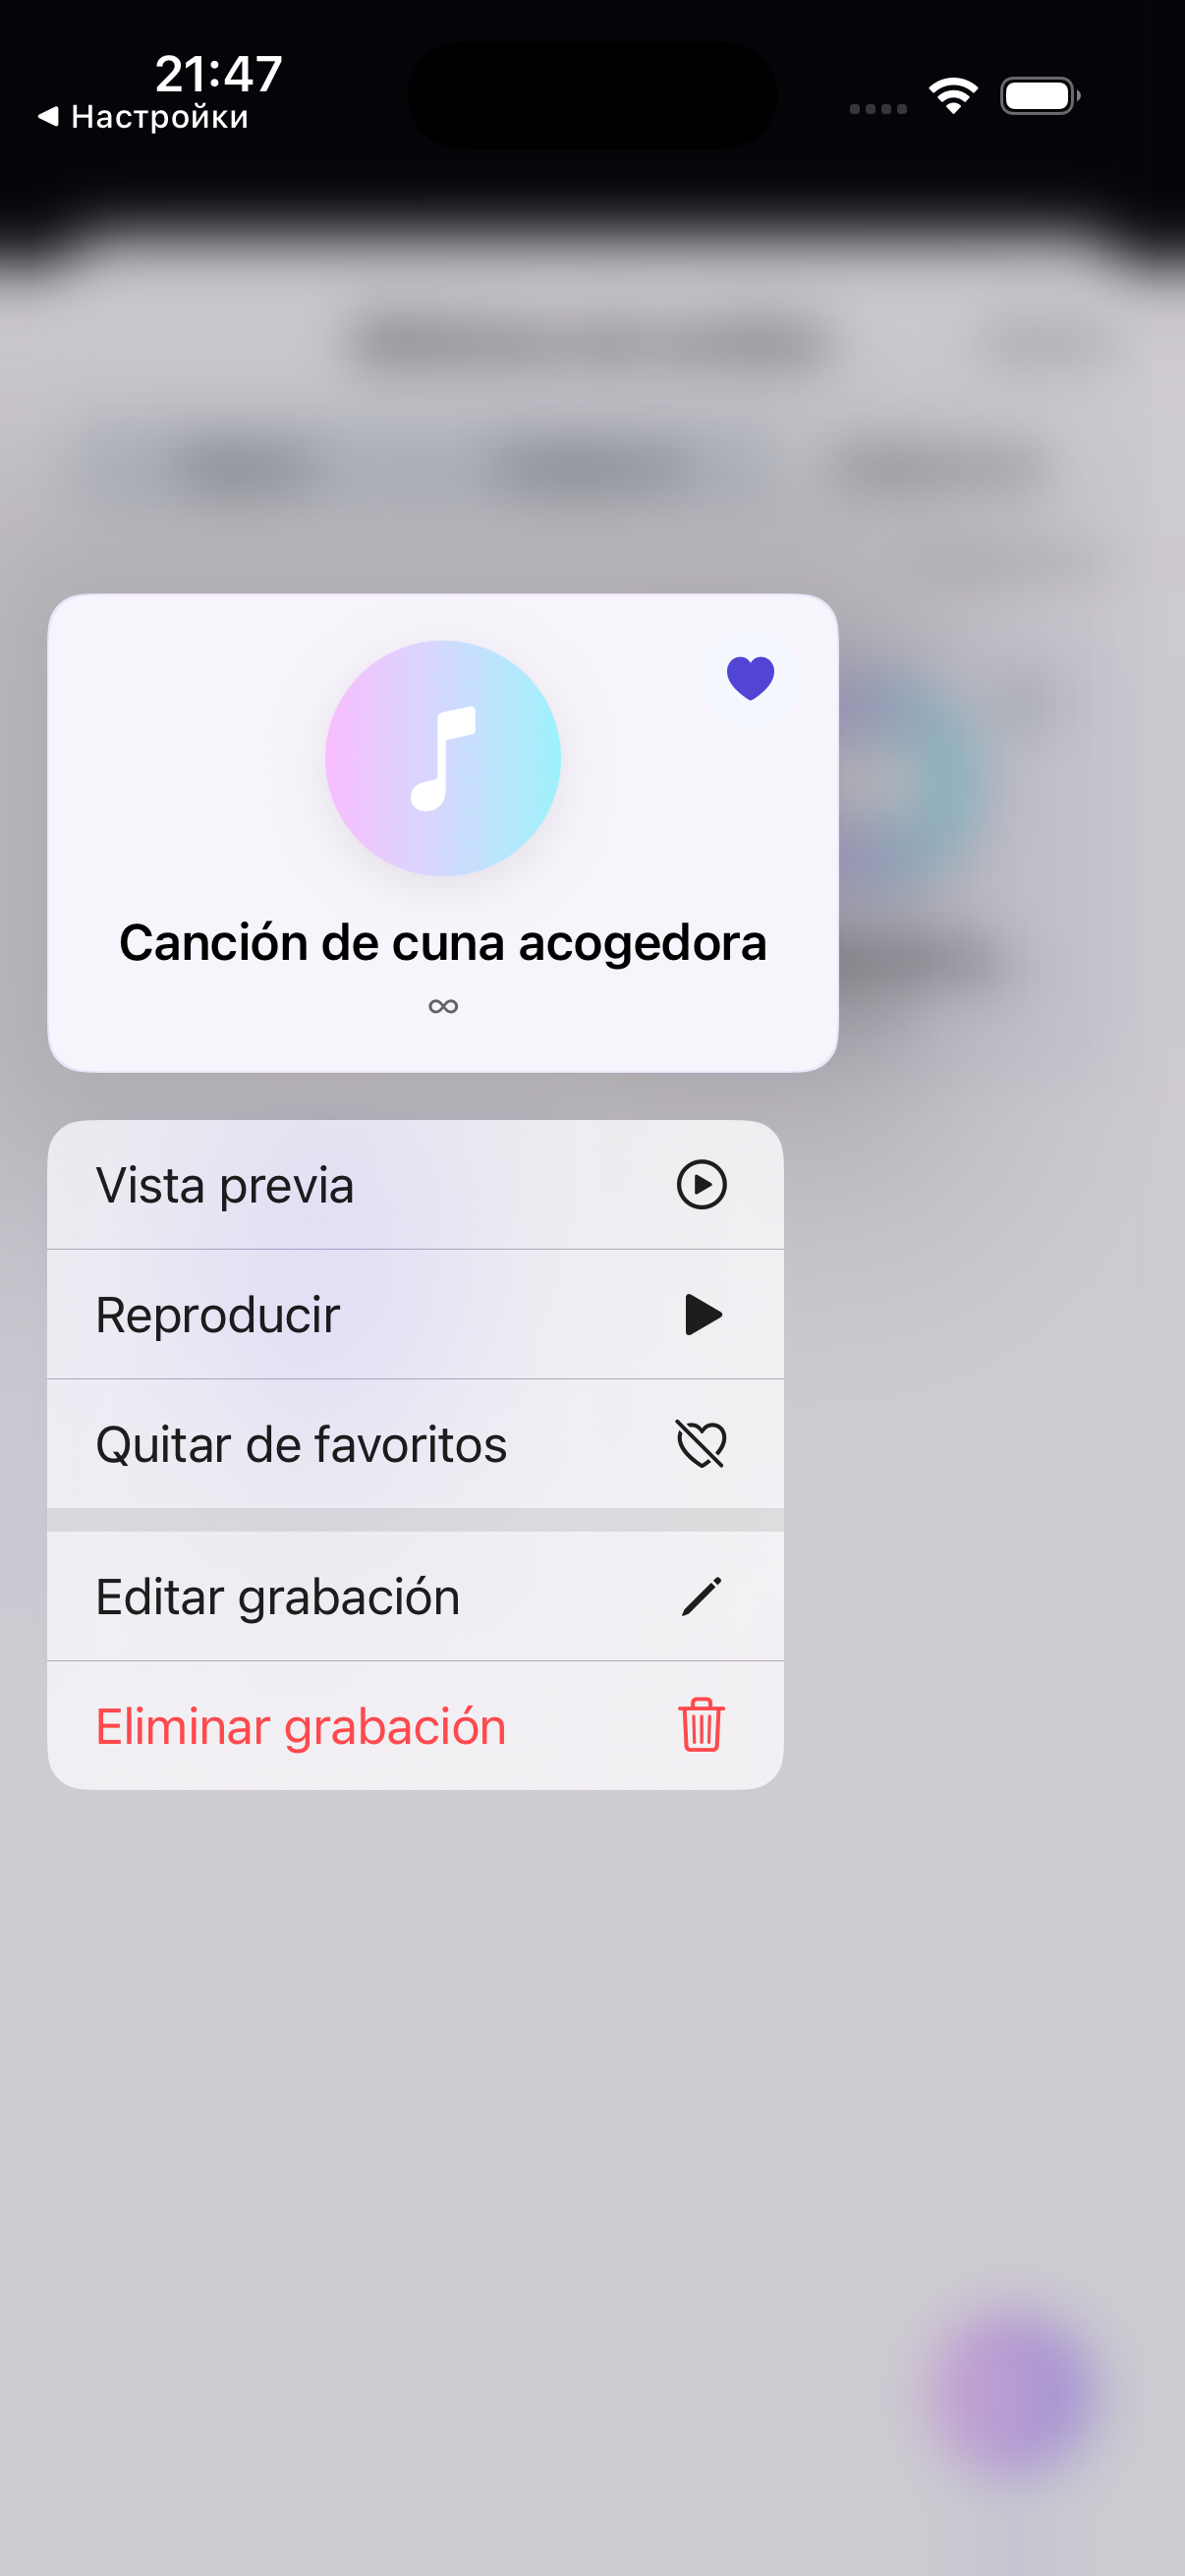 21:47
Настройки
Canción de cuna acogedora
∞
Vista previa
Reproducir
Quitar de favoritos
Editar grabación
Eliminar grabación